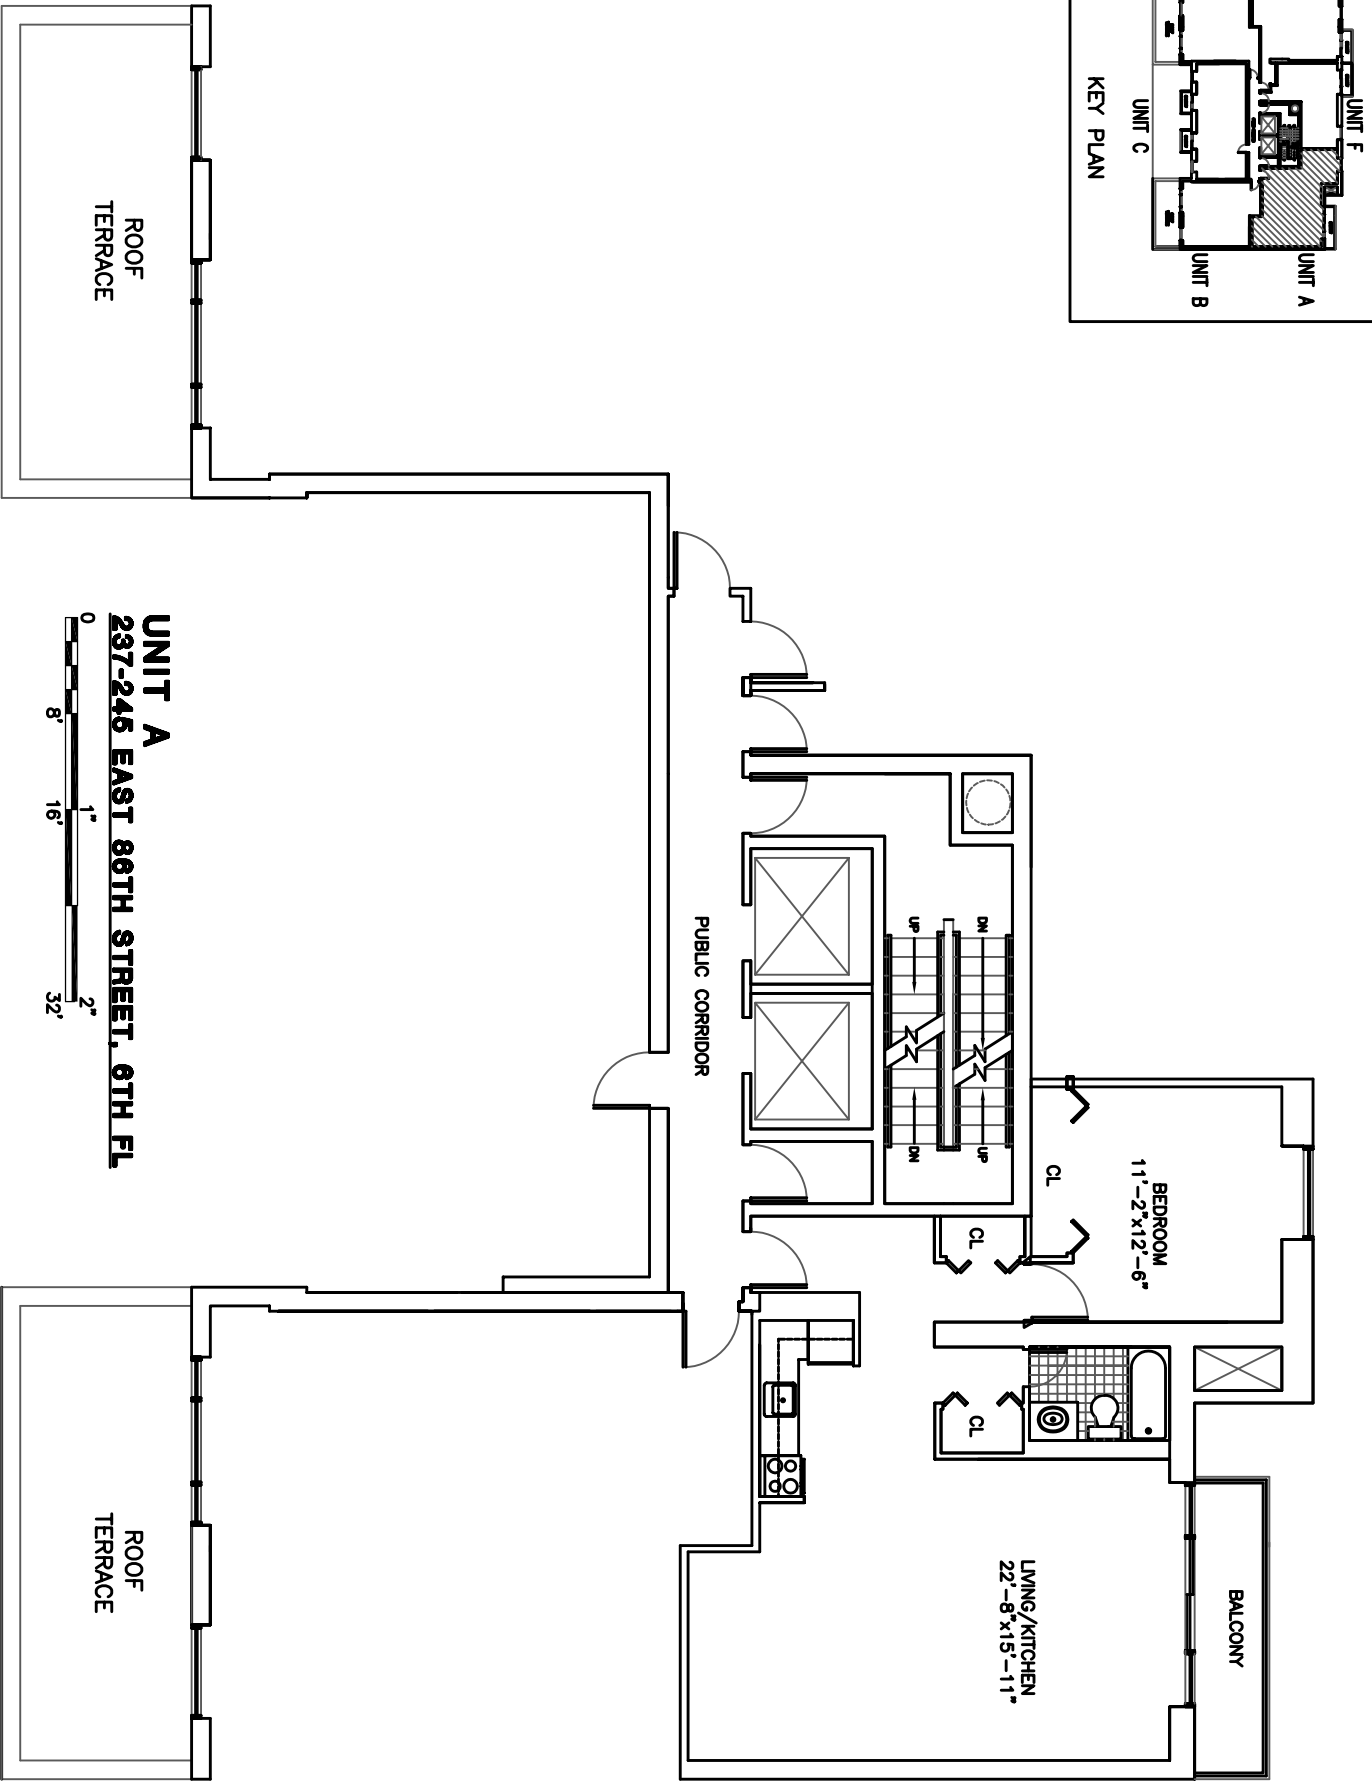 UNIT F
UNIT A
UNIT B
UNIT C
KEY PLAN
BALCONY
BEDROOM
11'-2"x12'-6"
CL
LIVING/KITCHEN
22'-8"x15'-11"
CL
CL
DN
UP
UP
DN
PUBLIC CORRIDOR
UNIT A
237-245 EAST 86TH STREET, 6TH FL
0 1" 2"
8' 16' 32'
ROOF
TERRACE
ROOF
TERRACE